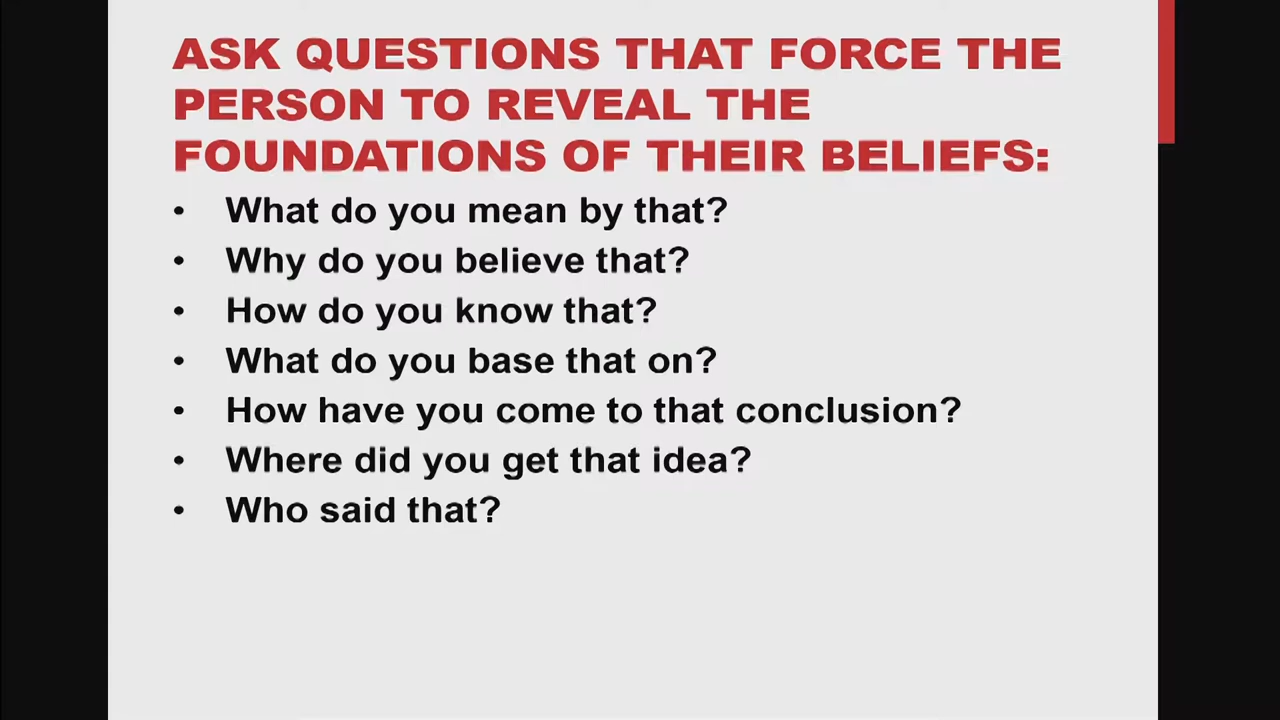 ASK QUESTIONS THAT FORCE THE
PERSON TO REVEAL THE
FOUNDATIONS OF THEIR BELIEFS:
• What do you mean by that?
• Why do you believe that?
• How do you know that?
• What do you base that on?
• How have you come to that conclusion?
• Where did you get that idea?
• Who said that?